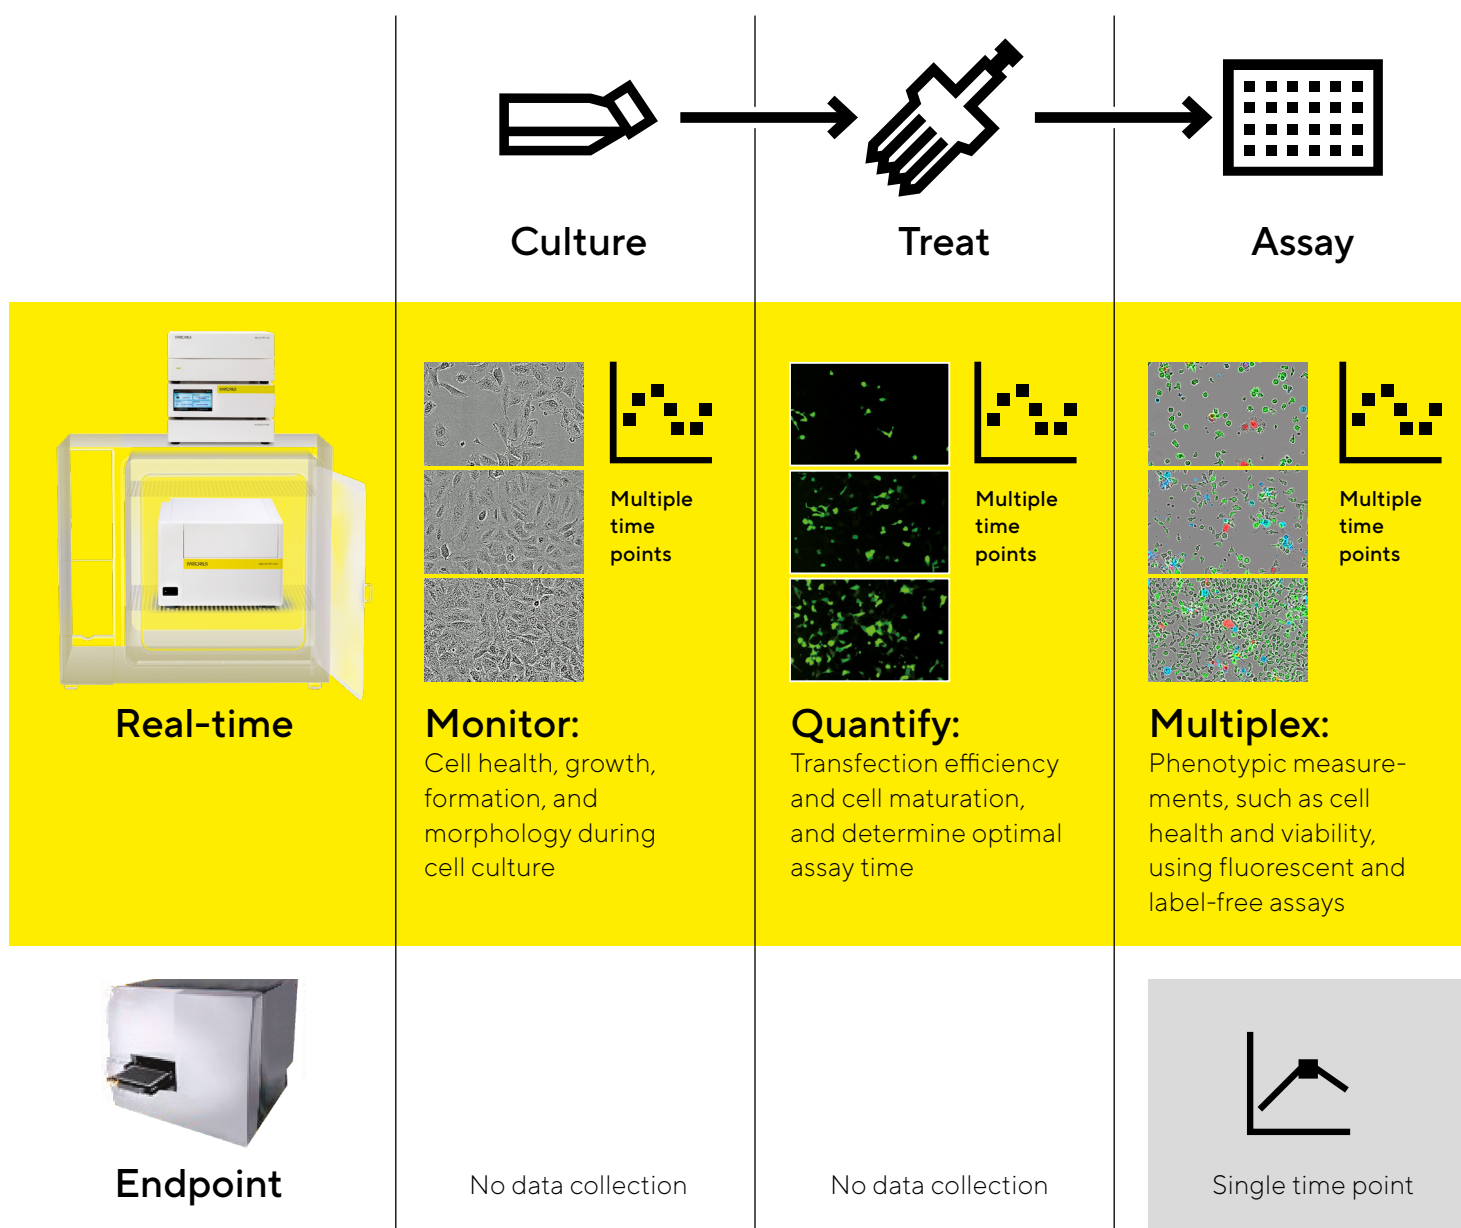 Culture
Treat
Assay
Multiple
time
points
Multiple
time
points
Multiple
time
points
Real-time
Monitor:
Cell health, growth,
formation, and
morphology during
cell culture
Quantify:
Transfection efficiency
and cell maturation,
and determine optimal
assay time
Multiplex:
Phenotypic measure-
ments, such as cell
health and viability,
using fluorescent and
label-free assays
Endpoint
No data collection
No data collection
Single time point